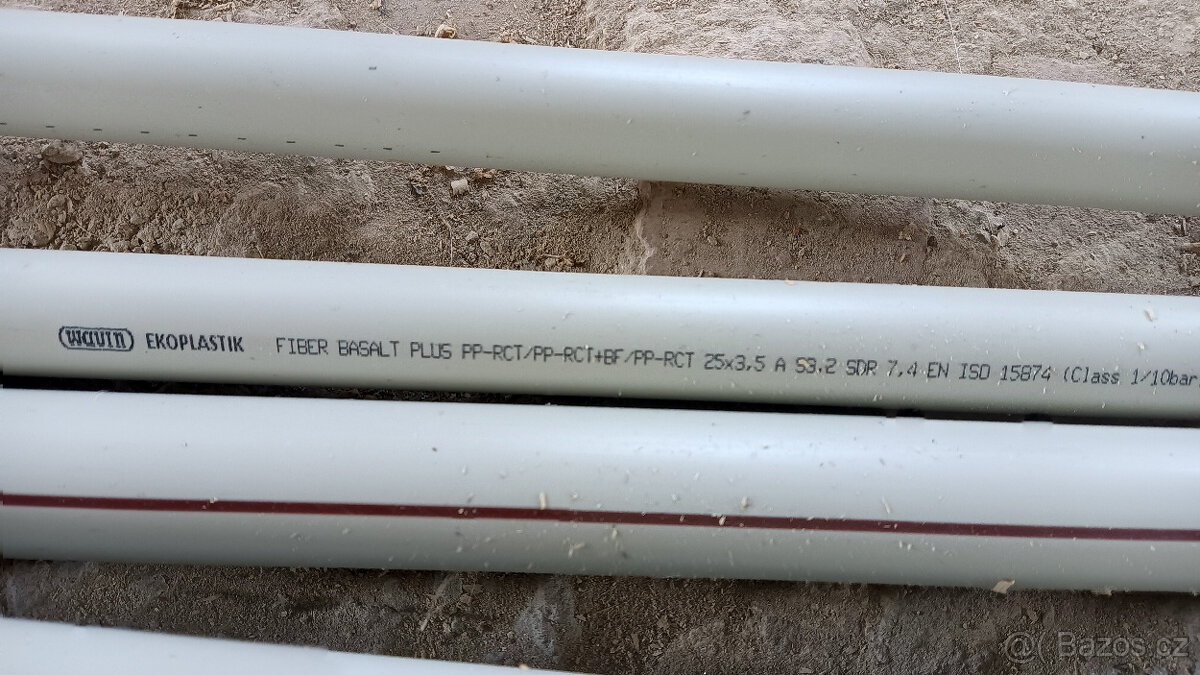 wavin EKOPLASTIK FIBER BASALT PLUS PP-RCT/PP-RCT+BF/PP-RCT 25x3,5 A S3.2 SDR 7,4 EN ISO 15874 (Class 1/10bar
Bazos.cz